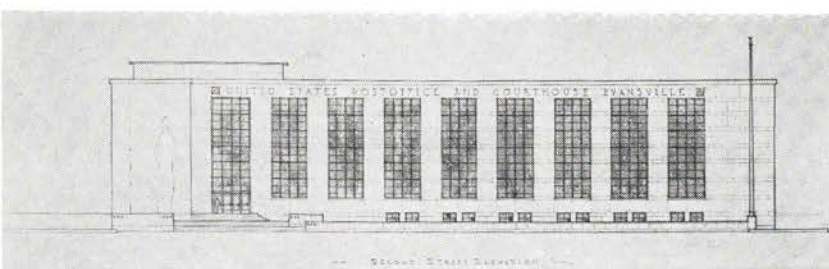 UNITED STATES POSTOFFICE AND COURTHOUSE EVANSVILLE
SECOND STREET ELEVATION